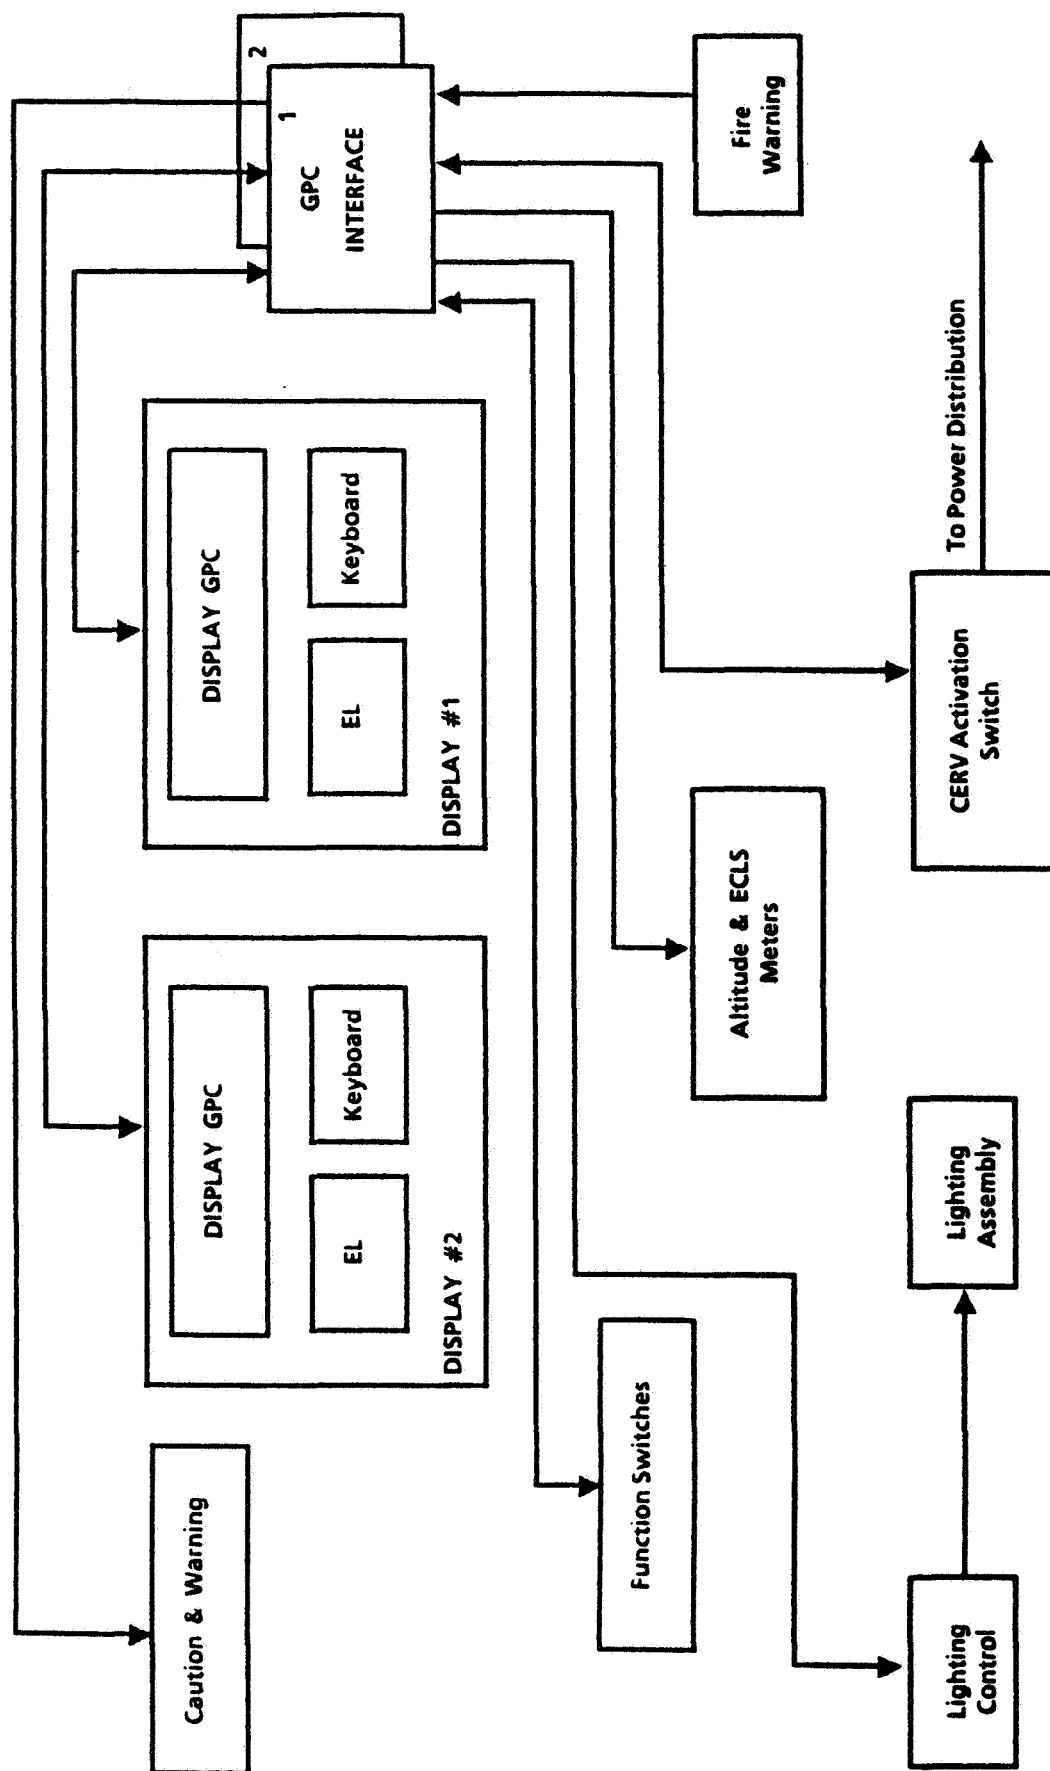 Caution & Warning
DISPLAY GPC
EL
Keyboard
DISPLAY #2
DISPLAY GPC
EL
Keyboard
DISPLAY #1
2
1
GPC
INTERFACE
Function Switches
Altitude & ECLS
Meters
Fire
Warning
Lighting
Control
Lighting
Assembly
CERV Activation
Switch
To Power Distribution